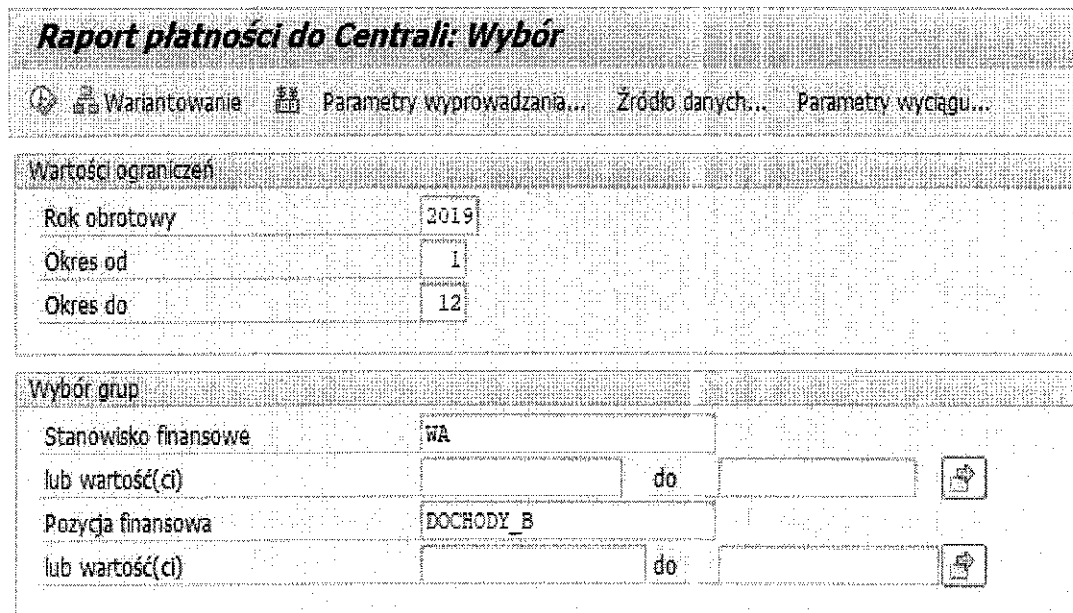 Raport płatności do Centrali: Wybór
Wariantowanie Parametry wyprowadzania... Źródło danych... Parametry wyciągu...
Wartości ograniczeń
Rok obrotowy 2019
Okres od 1
Okres do 12
Wybór grup
Stanowisko finansowe WA
lub wartość(ci) do
Pozycja finansowa DOCHODY_B
lub wartość(ci) do